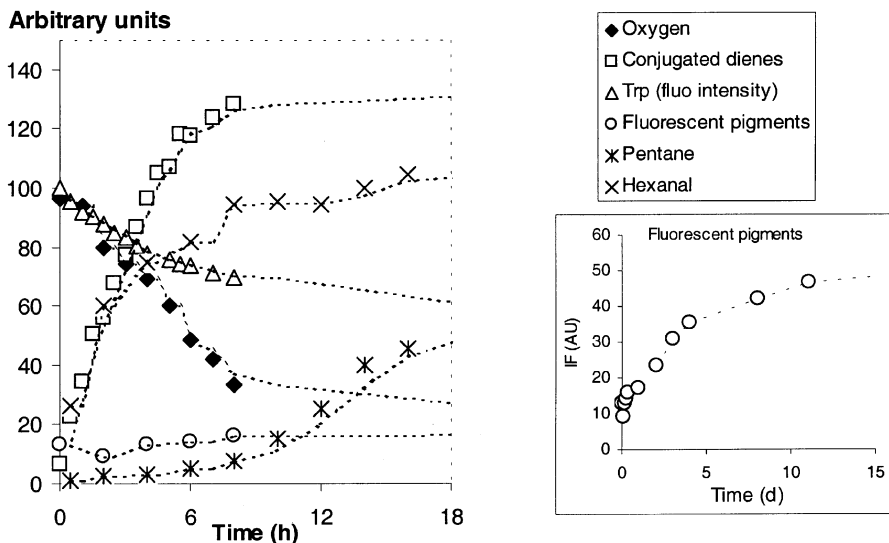 Arbitrary units
140
120
100
80
60
40
20
0
0 6 12 18
Time (h)
Oxygen
Conjugated dienes
Trp (fluo intensity)
Fluorescent pigments
Pentane
Hexanal
Fluorescent pigments
IF (AU)
60
50
40
30
20
10
0
0 5 10 15
Time (d)